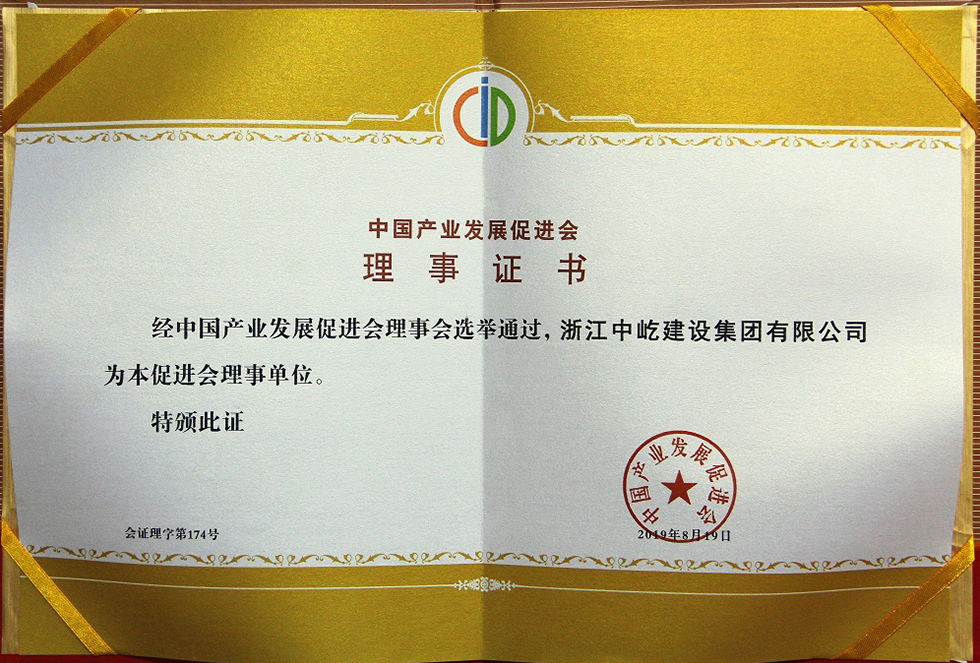 CID
中国产业发展促进会
理事证书
经中国产业发展促进会理事会选举通过，浙江中屹建设集团有限公司
为本促进会理事单位。
特颁此证
中国产业发展促进会
会证理字第174号
2019年8月19日